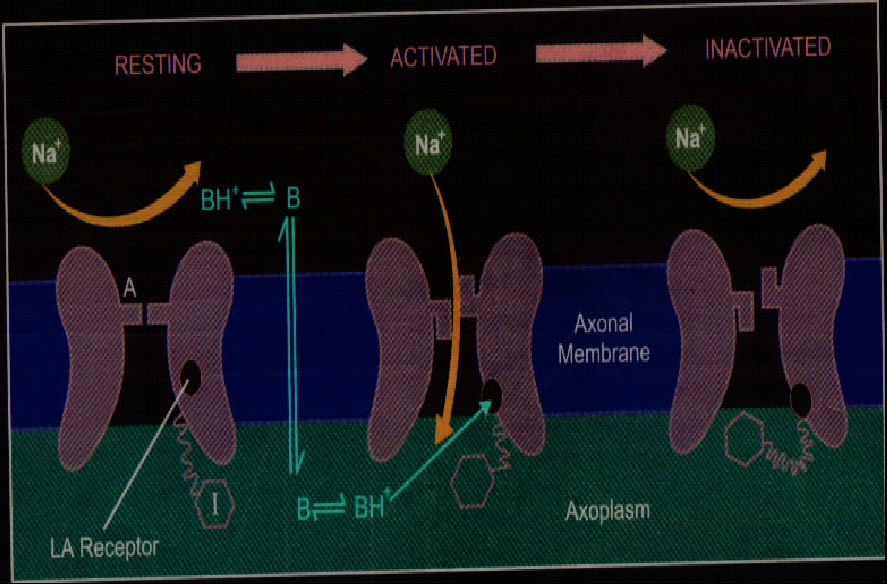 RESTING ACTIVATED INACTIVATED
Na⁺ Na⁺ Na⁺
BH⁺ ⇌ B
A
Axonal
Membrane
I
B ⇌ BH⁺
Axoplasm
LA Receptor